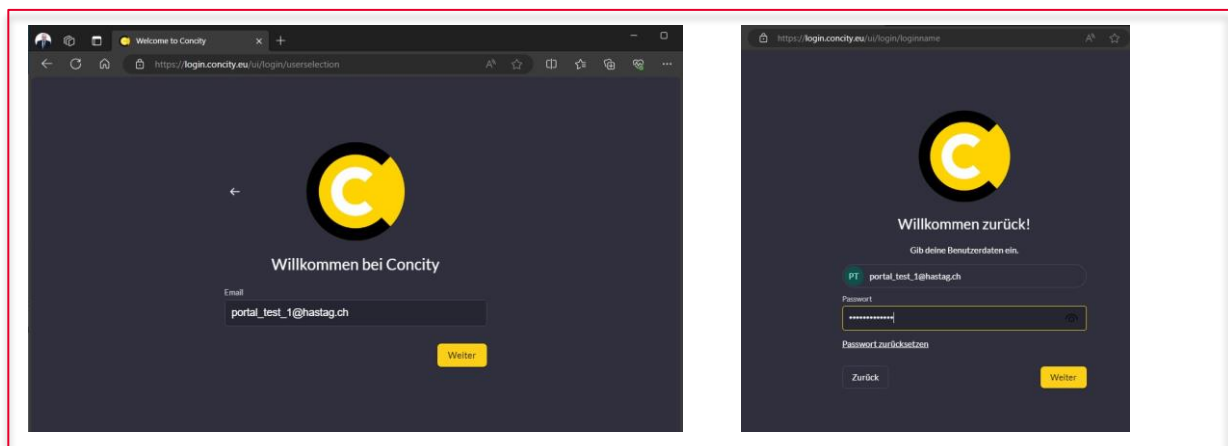 Welcome to Concity
https://login.concity.eu/ui/login/userselection
Willkommen bei Concity
Email
portal_test_1@hastag.ch
Weiter
https://login.concity.eu/ui/login/loginname
Willkommen zurück!
Gib deine Benutzerdaten ein.
PT portal_test_1@hastag.ch
Passwort
Passwort zurücksetzen
Zurück Weiter